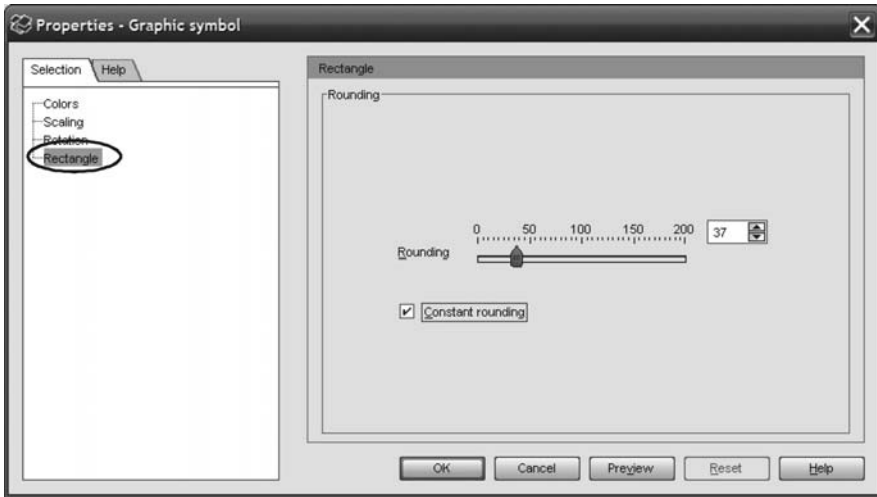 Properties - Graphic symbol
Selection Help
Colors
Scaling
Rotation
Rectangle
Rectangle
Rounding
0 50 100 150 200
37
Rounding
Constant rounding
OK Cancel Preview Reset Help